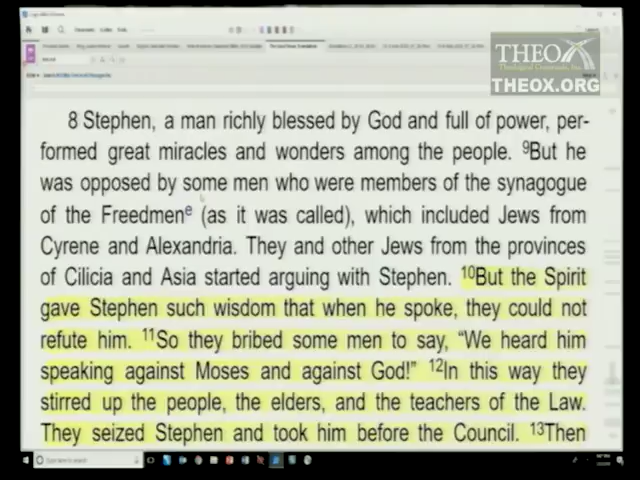 THEOX
THEOX.ORG
8 Stephen, a man richly blessed by God and full of power, per-
formed great miracles and wonders among the people. 9But he
was opposed by some men who were members of the synagogue
of the Freedmene (as it was called), which included Jews from
Cyrene and Alexandria. They and other Jews from the provinces
of Cilicia and Asia started arguing with Stephen. 10But the Spirit
gave Stephen such wisdom that when he spoke, they could not
refute him. 11So they bribed some men to say, “We heard him
speaking against Moses and against God!” 12In this way they
stirred up the people, the elders, and the teachers of the Law.
They seized Stephen and took him before the Council. 13Then